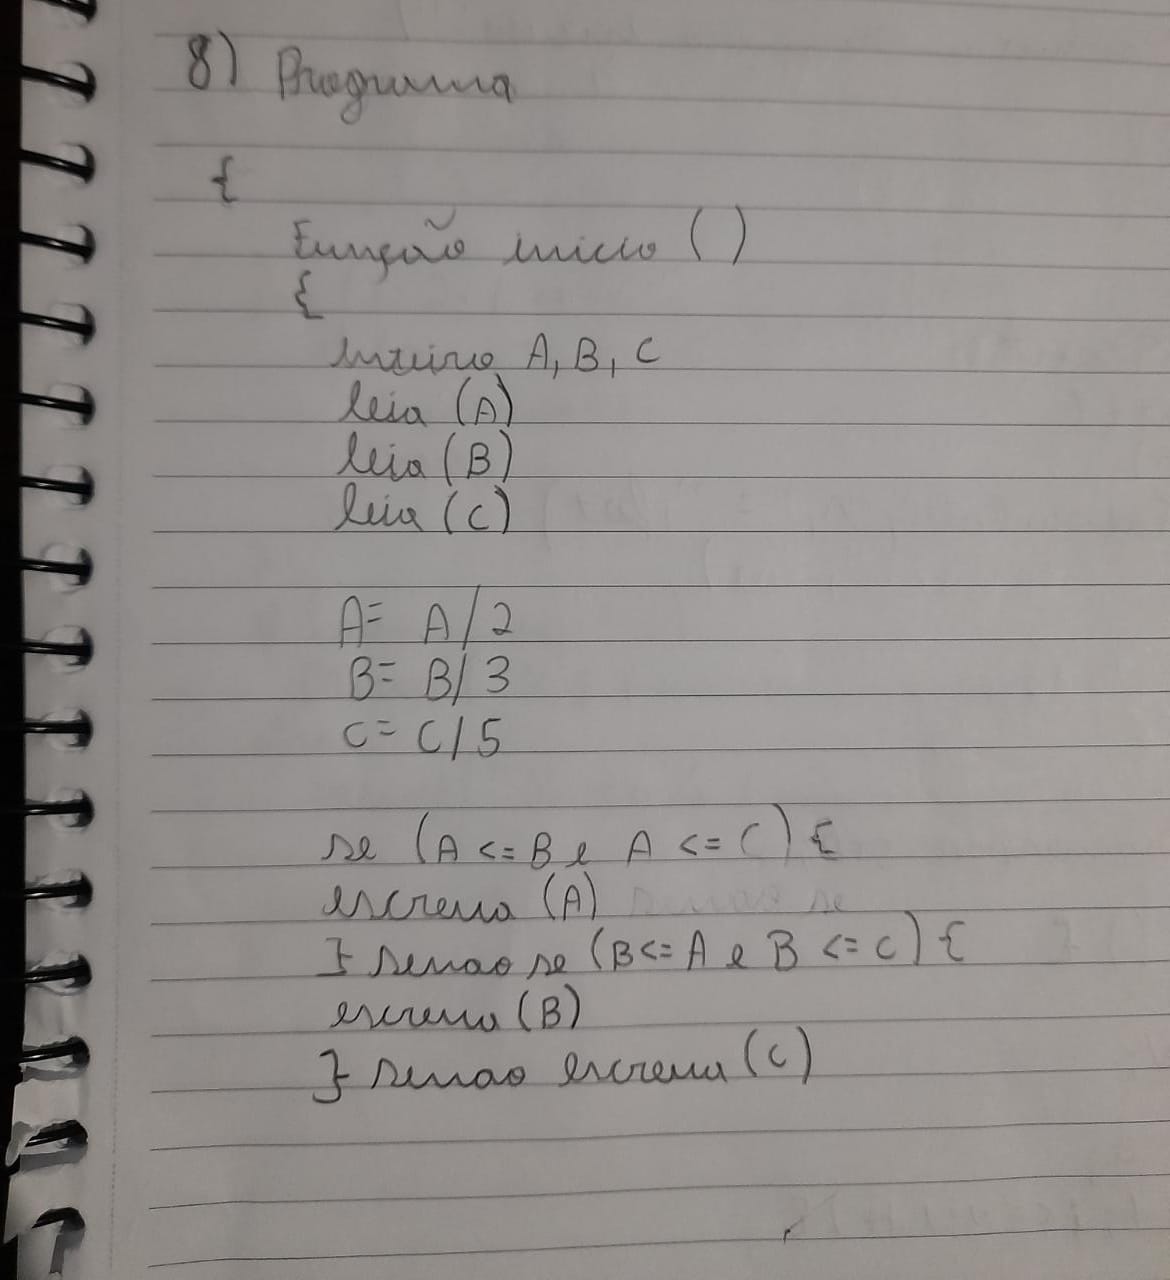 8) Programa
{
Função inicio ()
{
inteiro A, B, C
leia (A)
leia (B)
leia (C)
A= A/2
B= B/3
C= C/5
se (A <= B e A <= C) {
escreva (A)
} senao se (B<= A e B <= C) {
escreva (B)
} senao escreva (C)